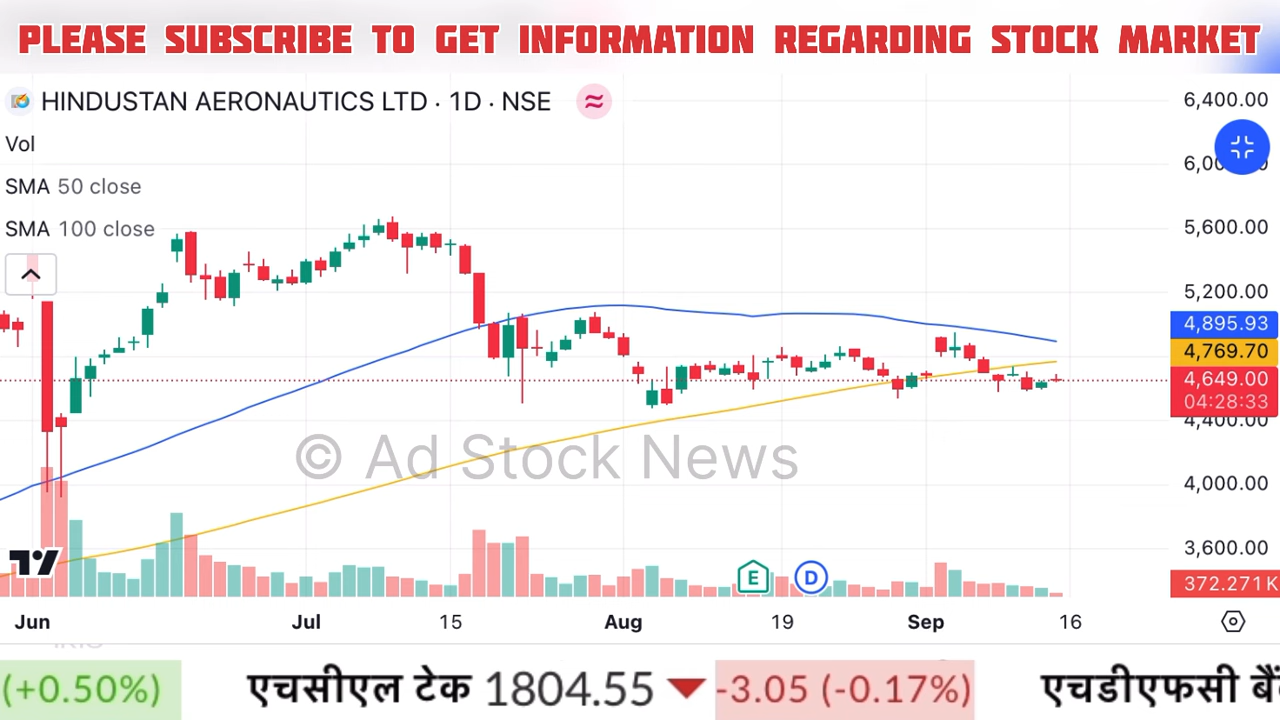 PLEASE SUBSCRIBE TO GET INFORMATION REGARDING STOCK MARKET
HINDUSTAN AERONAUTICS LTD · 1D · NSE
6,400.00
Vol
SMA 50 close
SMA 100 close
5,600.00
5,200.00
4,895.93
4,769.70
4,649.00
04:28:33
4,400.00
© Ad Stock News
4,000.00
3,600.00
E D
372.271K
Jun Jul 15 Aug 19 Sep 16
(+0.50%) एचसीएल टेक 1804.55 -3.05 (-0.17%) एचडीएफसी